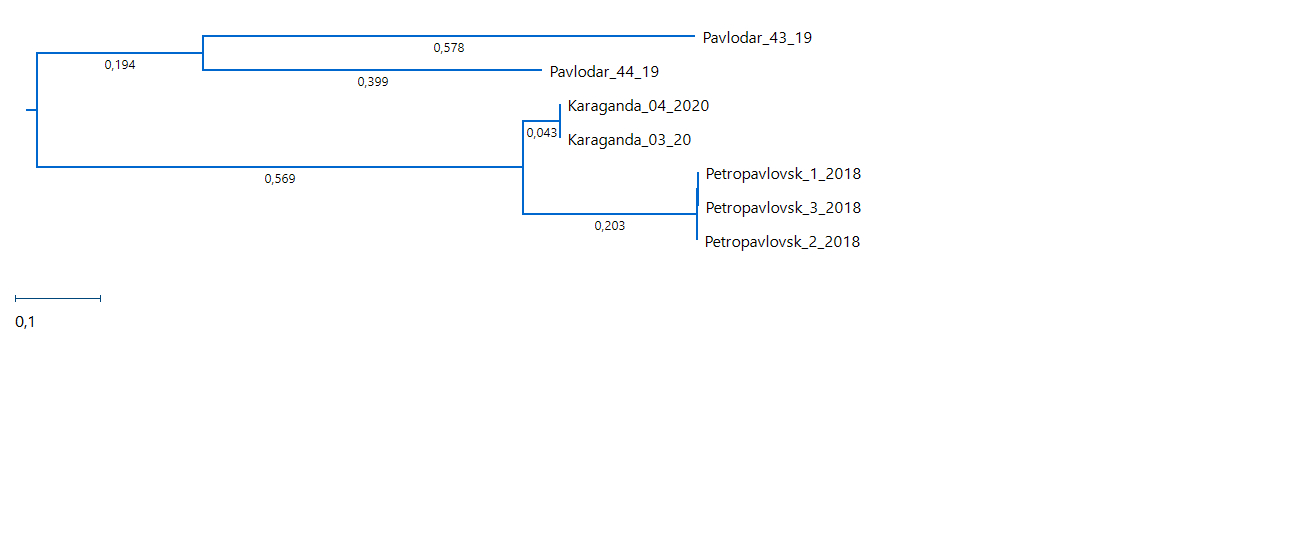 Pavlodar_43_19
0,578
0,194
Pavlodar_44_19
0,399
Karaganda_04_2020
0,043
Karaganda_03_20
Petropavlovsk_1_2018
0,569
Petropavlovsk_3_2018
0,203
Petropavlovsk_2_2018
0,1